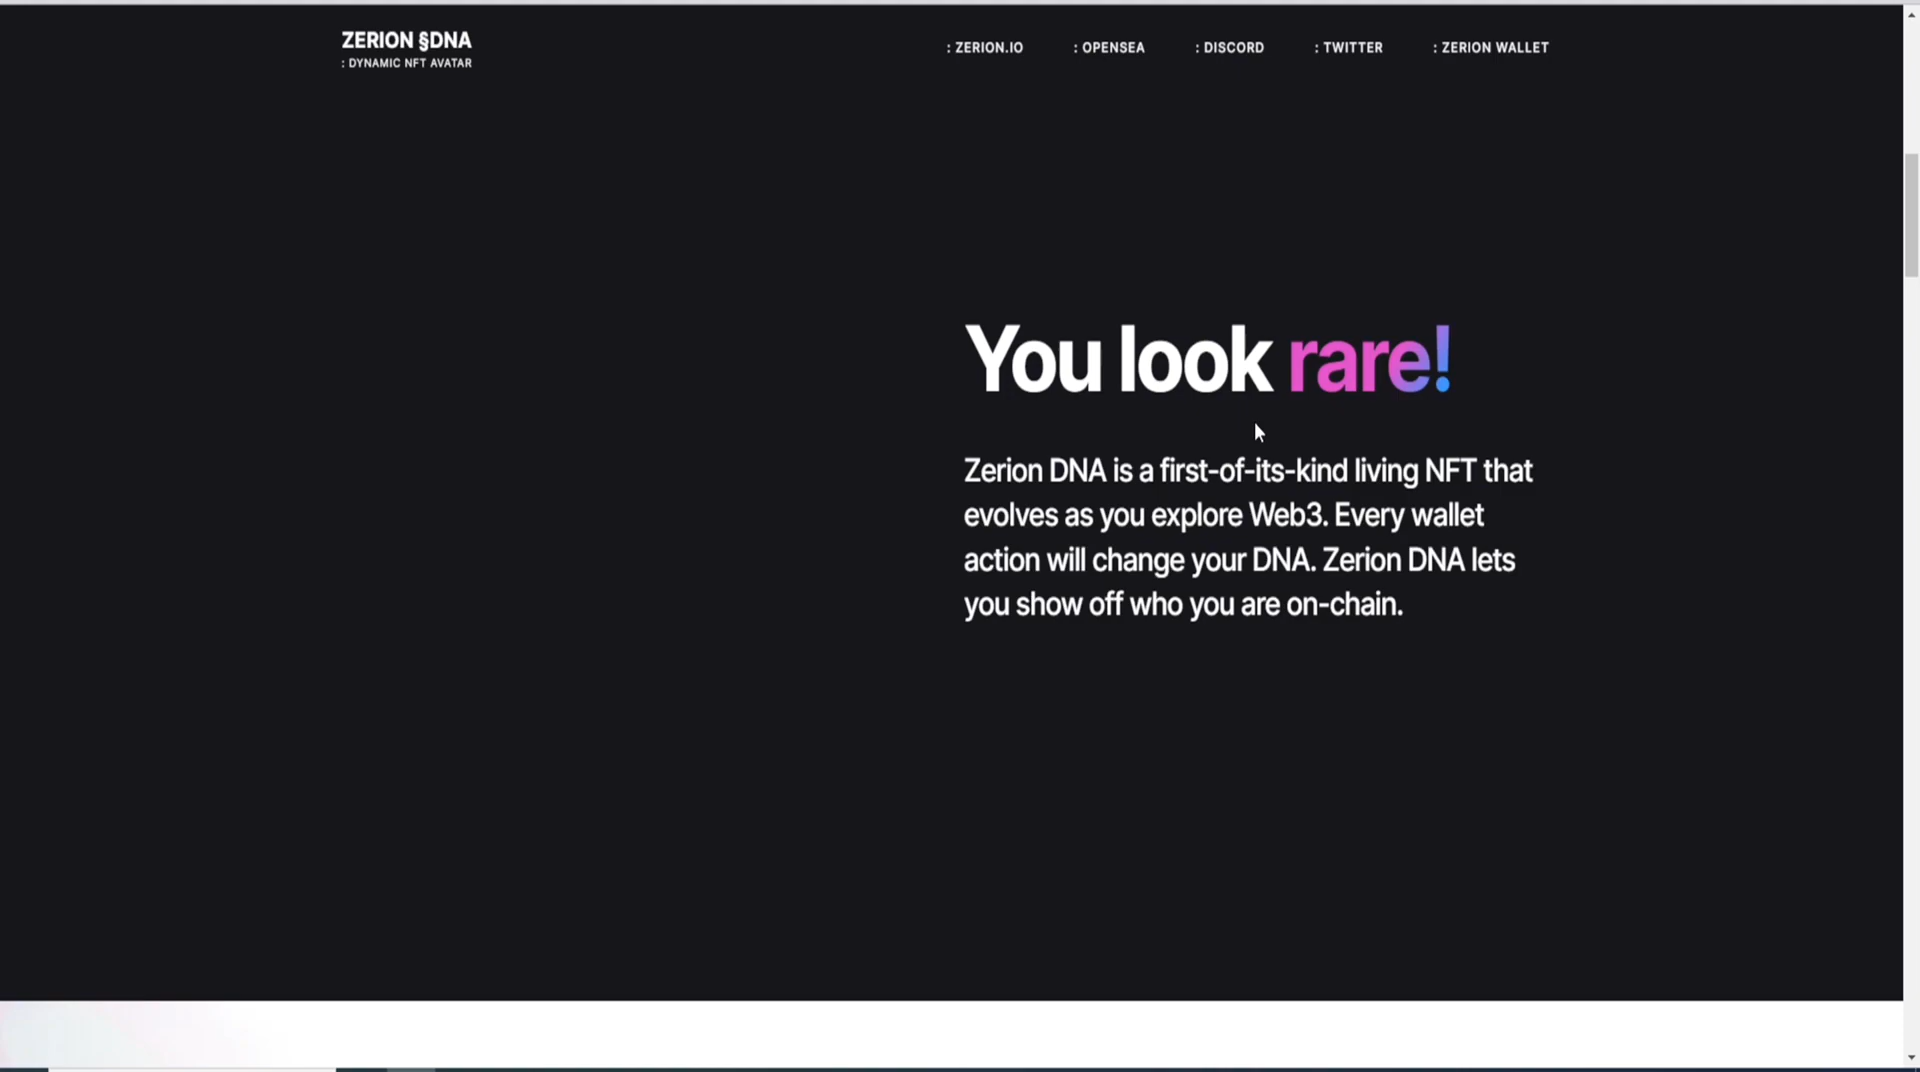 ZERION §DNA
: DYNAMIC NFT AVATAR
: ZERION.IO : OPENSEA : DISCORD : TWITTER : ZERION WALLET
You look rare!
Zerion DNA is a first-of-its-kind living NFT that
evolves as you explore Web3. Every wallet
action will change your DNA. Zerion DNA lets
you show off who you are on-chain.